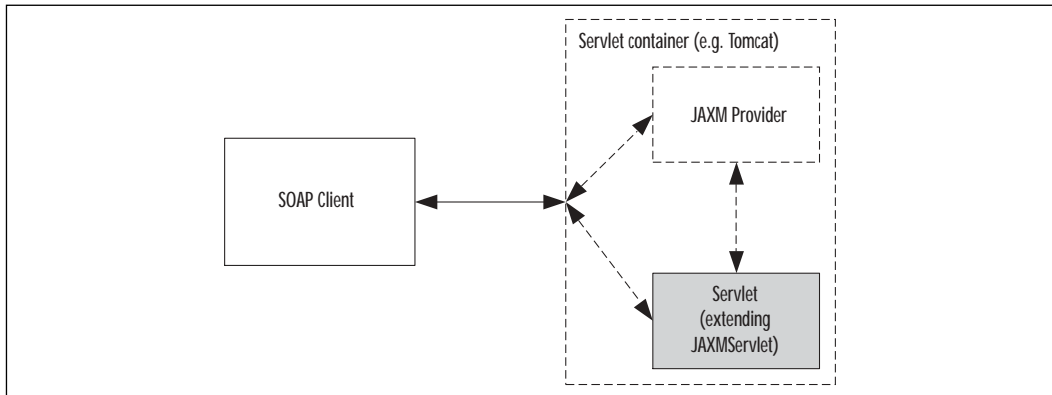 Servlet container (e.g. Tomcat)
JAXM Provider
SOAP Client
Servlet
(extending
JAXMServlet)